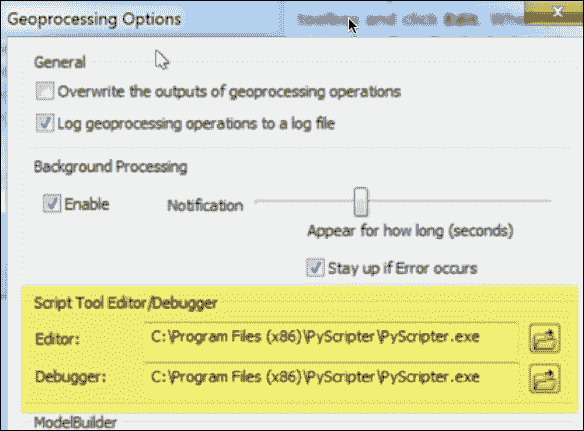 Geoprocessing Options
toolbox and click Edit. When
General
Overwrite the outputs of geoprocessing operations
Log geoprocessing operations to a log file
Background Processing
Enable
Notification
Appear for how long (seconds)
Stay up if Error occurs
Script Tool Editor/Debugger
Editor: C:\Program Files (x86)\PyScripter\PyScripter.exe
Debugger: C:\Program Files (x86)\PyScripter\PyScripter.exe
ModelBuilder